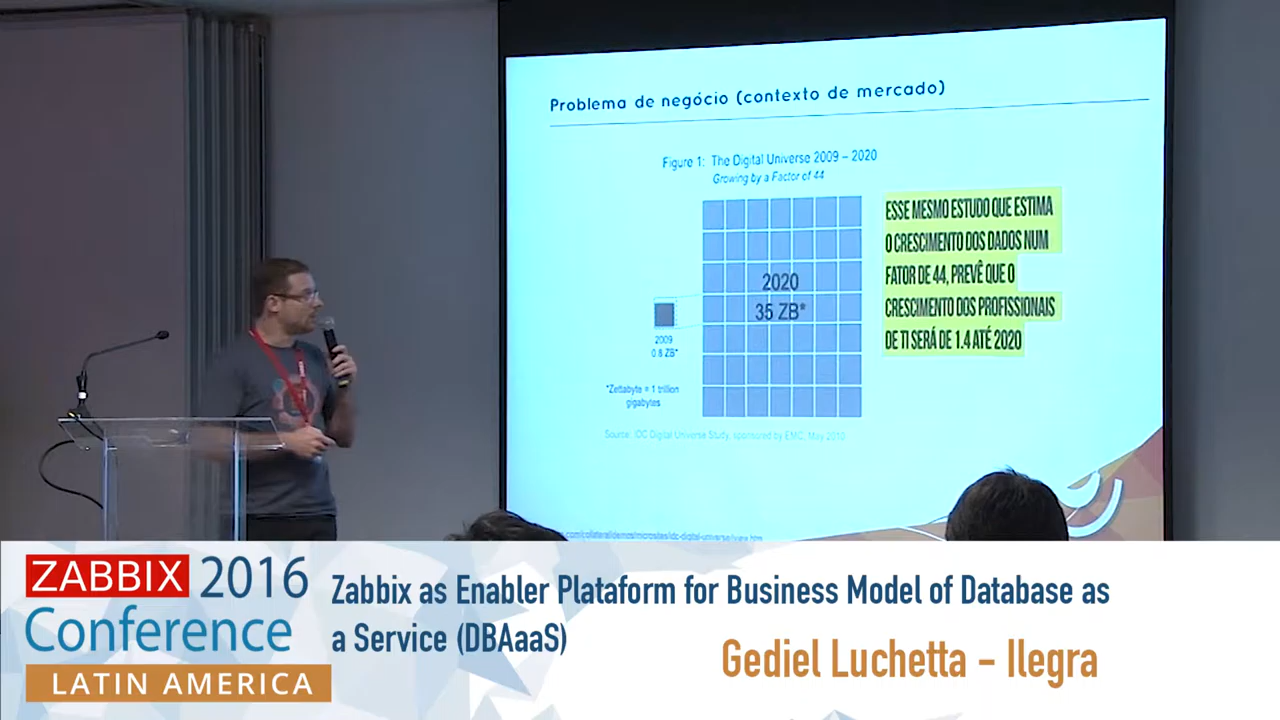 Problema de negócio (contexto de mercado)
Figure 1: The Digital Universe 2009 – 2020
Growing by a Factor of 44
2020
35 ZB*
2009
0.8 ZB*
*Zettabyte = 1 trillion
gigabytes
Source: IDC Digital Universe Study, sponsored by EMC, May 2010
ESSE MESMO ESTUDO QUE ESTIMA
O CRESCIMENTO DOS DADOS NUM
FATOR DE 44, PREVÊ QUE O
CRESCIMENTO DOS PROFISSIONAIS
DE TI SERÁ DE 1.4 ATÉ 2020
ZABBIX 2016
Conference
LATIN AMERICA
Zabbix as Enabler Plataform for Business Model of Database as
a Service (DBAaaS)
Gediel Luchetta - Ilegra